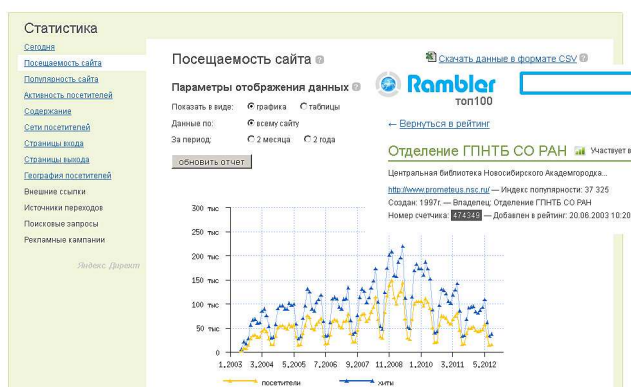 Статистика
Сегодня
Посещаемость сайта
Популярность сайта
Активность посетителей
Содержание
Сети посетителей
Страницы входа
Страницы выхода
География посетителей
Внешние ссылки
Источники переходов
Поисковые запросы
Рекламные кампании
Яндекс.Директ
Посещаемость сайта
Скачать данные в формате CSV
Параметры отображения данных
Показать в виде: графика таблицы
Данные по: всему сайту
За период: 2 месяца 2 года
обновить отчет
Rambler
топ100
← Вернуться в рейтинг
Отделение ГПНТБ СО РАН Участвует в
Центральная библиотека Новосибирского Академгородка...
http://www.prometeus.nsc.ru/ — Индекс популярности: 37 325
Создан: 1997г. — Владелец: Отделение ГПНТБ СО РАН
Номер счетчика: 474349 — Добавлен в рейтинг: 20.06.2003 10:20
300 тыс
250 тыс
200 тыс
150 тыс
100 тыс
50 тыс
0
1,2003 3,2004 5,2005 7,2006 9,2007 11,2008 1,2010 3,2011 5,2012
посетители хиты